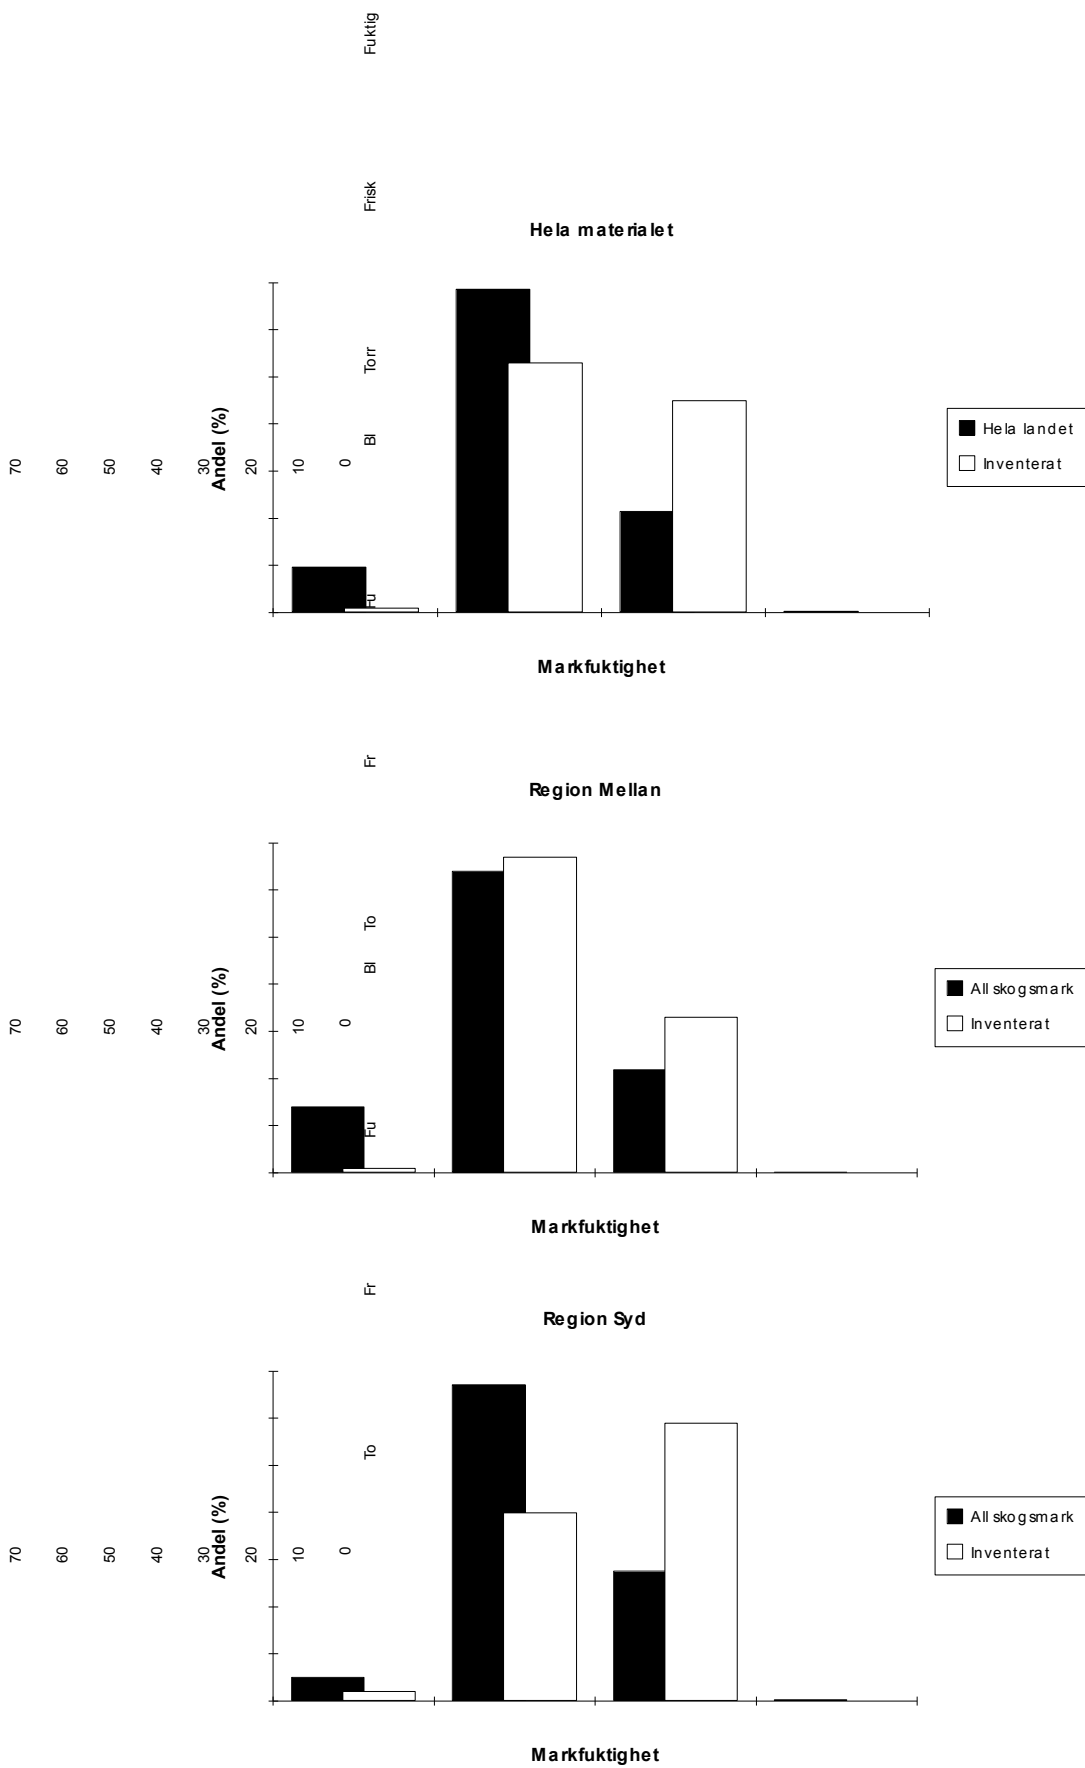 Fuktig
Frisk
Hela materialet
Torr
Bl
Andel (%)
70
60
50
40
30
20
10
0
Hela landet
Inventerat
Fu
Markfuktighet
Fr
Region Mellan
To
Bl
Andel (%)
70
60
50
40
30
20
10
0
All skogsmark
Inventerat
Fu
Markfuktighet
Fr
Region Syd
To
Andel (%)
70
60
50
40
30
20
10
0
All skogsmark
Inventerat
Markfuktighet